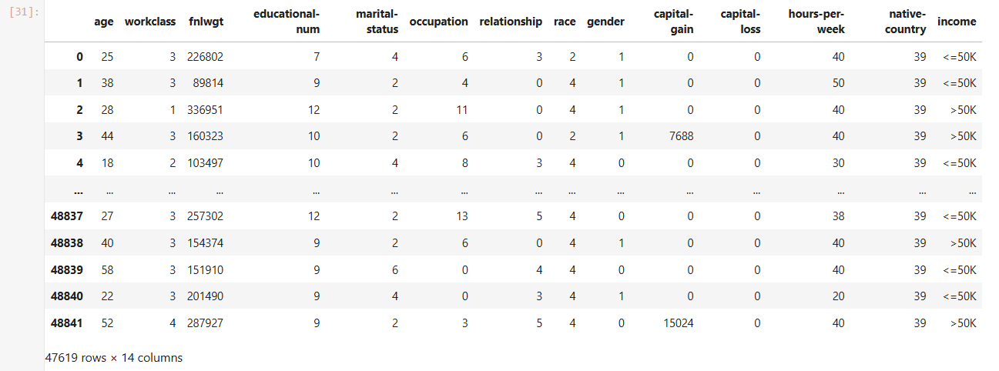 [31]:
age workclass fnlwgt educational-num marital-status occupation relationship race gender capital-gain capital-loss hours-per-week native-country income
0 25 3 226802 7 4 6 3 2 1 0 0 40 39 <=50K
1 38 3 89814 9 2 4 0 4 1 0 0 50 39 <=50K
2 28 1 336951 12 2 11 0 4 1 0 0 40 39 >50K
3 44 3 160323 10 2 6 0 2 1 7688 0 40 39 >50K
4 18 2 103497 10 4 8 3 4 0 0 0 30 39 <=50K
... ... ... ... ... ... ... ... ... ... ... ... ... ... ...
48837 27 3 257302 12 2 13 5 4 0 0 0 38 39 <=50K
48838 40 3 154374 9 2 6 0 4 1 0 0 40 39 >50K
48839 58 3 151910 9 6 0 4 4 0 0 0 40 39 <=50K
48840 22 3 201490 9 4 0 3 4 1 0 0 20 39 <=50K
48841 52 4 287927 9 2 3 5 4 0 15024 0 40 39 >50K
47619 rows × 14 columns